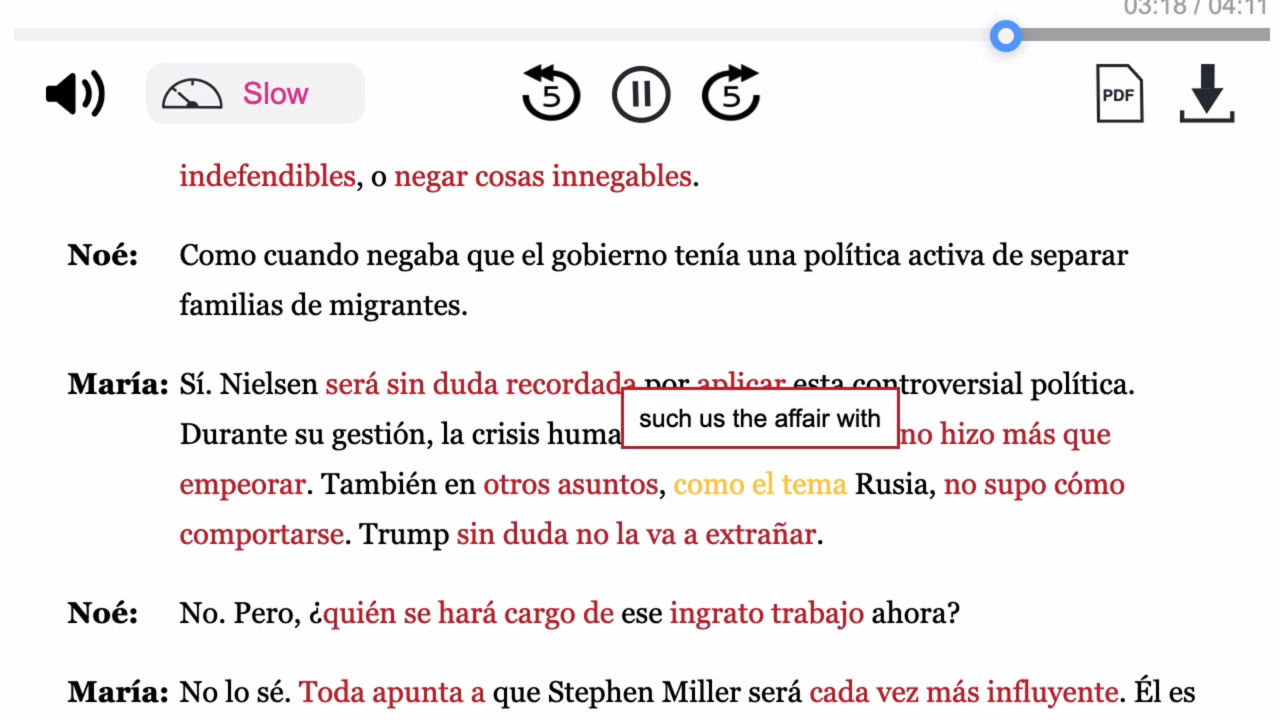 03:18 / 04:11
Slow
5
5
PDF
indefendibles, o negar cosas innegables.
Noé: Como cuando negaba que el gobierno tenía una política activa de separar
familias de migrantes.
María: Sí. Nielsen será sin duda recordada por aplicar esta controversial política.
such us the affair with
Durante su gestión, la crisis huma no hizo más que
empeorar. También en otros asuntos, como el tema Rusia, no supo cómo
comportarse. Trump sin duda no la va a extrañar.
Noé: No. Pero, ¿quién se hará cargo de ese ingrato trabajo ahora?
María: No lo sé. Toda apunta a que Stephen Miller será cada vez más influyente. Él es